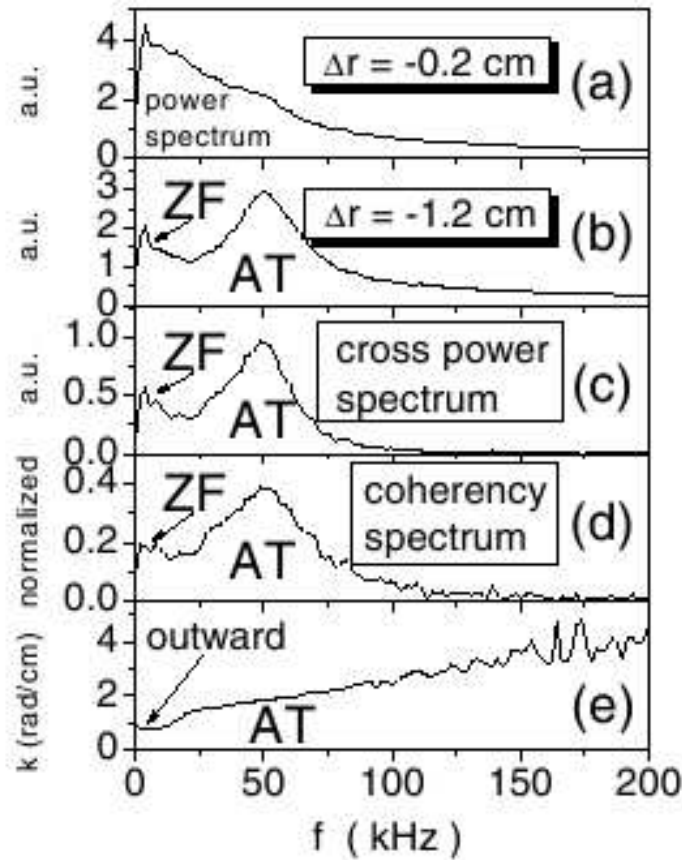 4
2
0
a.u.
power
spectrum
Δr = -0.2 cm
(a)
3
2
1
0
a.u.
ZF
AT
Δr = -1.2 cm
(b)
1.0
0.5
0.0
a.u.
ZF
AT
cross power
spectrum
(c)
0.4
0.2
0.0
normalized
ZF
AT
coherency
spectrum
(d)
4
2
0
k (rad/cm)
outward
AT
(e)
0 50 100 150 200
f ( kHz)